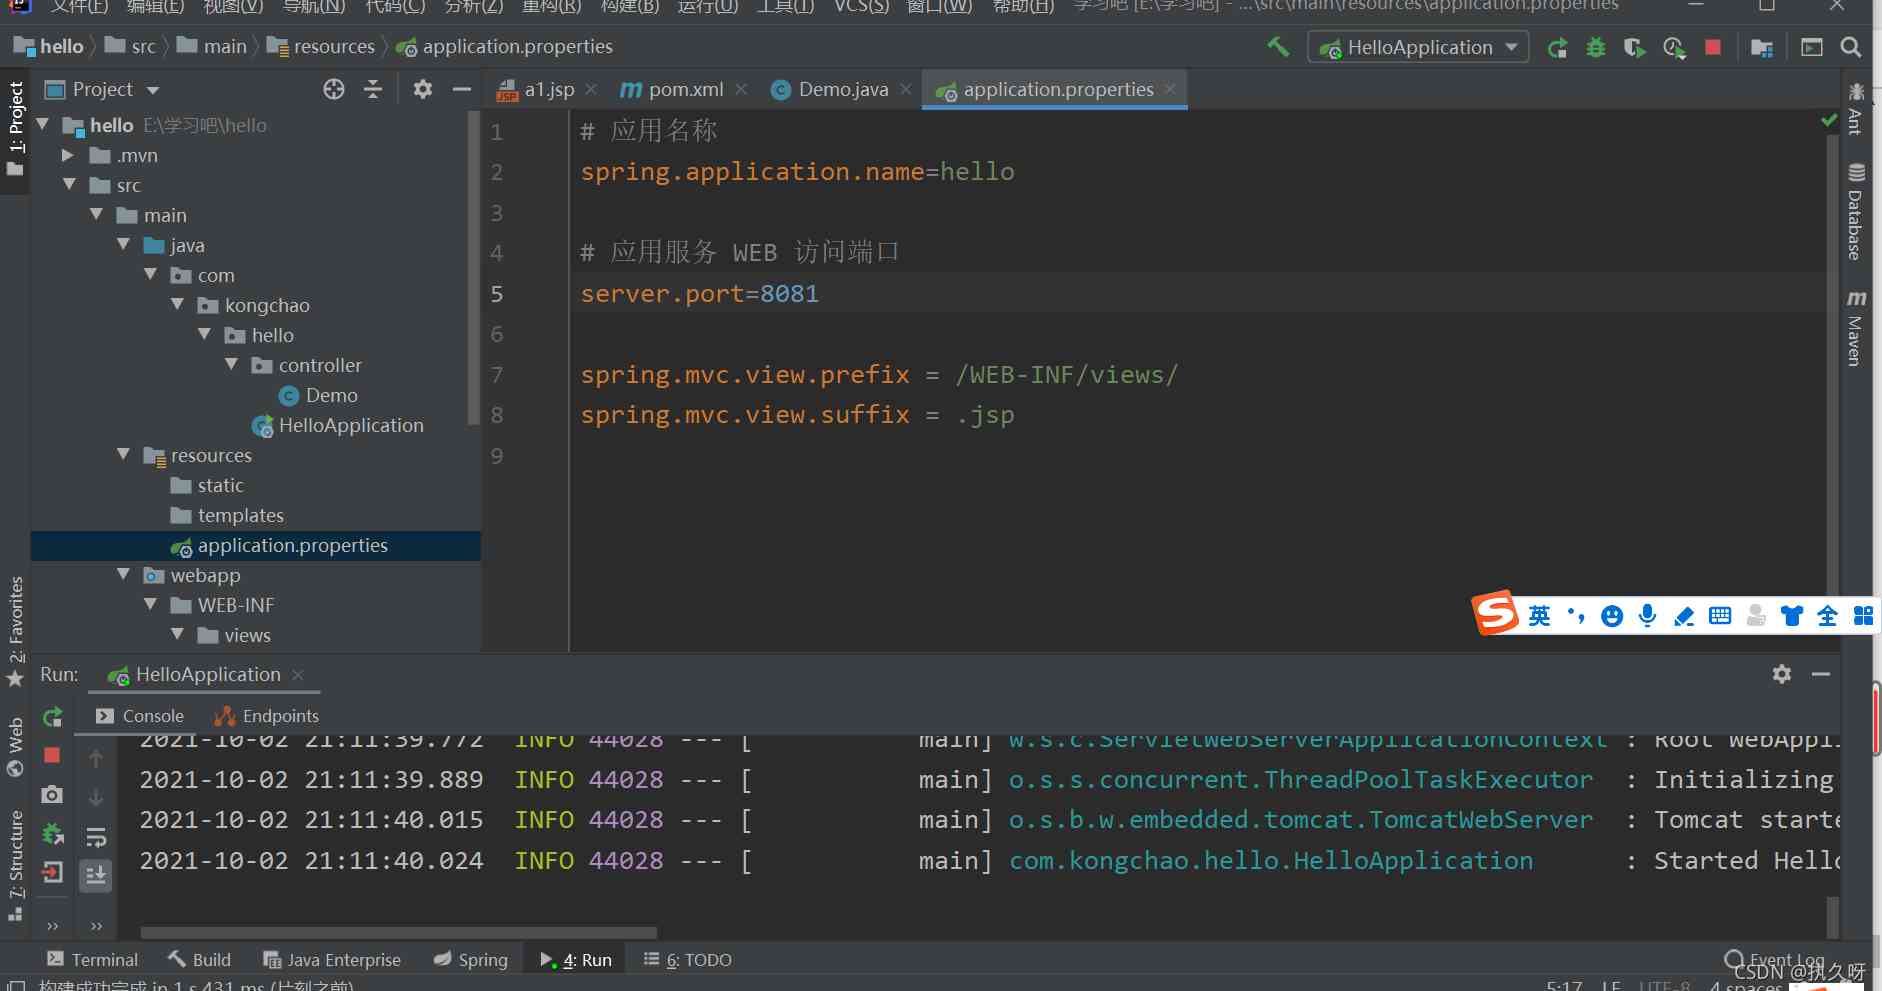 文件(F) 编辑(E) 视图(V) 导航(N) 代码(C) 分析(Z) 重构(R) 构建(B) 运行(U) 工具(T) VCS(S) 窗口(W) 帮助(H) 学习吧 [E:\学习吧] - ...\src\main\resources\application.properties
hello src main resources application.properties
HelloApplication
Project
a1.jsp pom.xml Demo.java application.properties
1: Project
2: Favorites
Web
7: Structure
hello E:\学习吧\hello
.mvn
src
main
java
com
kongchao
hello
controller
Demo
HelloApplication
resources
static
templates
application.properties
webapp
WEB-INF
views
1 # 应用名称
2 spring.application.name=hello
3
4 # 应用服务 WEB 访问端口
5 server.port=8081
6
7 spring.mvc.view.prefix = /WEB-INF/views/
8 spring.mvc.view.suffix = .jsp
9
Ant
Database
m
Maven
S 英 全
Run: HelloApplication
Console Endpoints
2021-10-02 21:11:39.772 INFO 44028 --- [ main] w.s.c.ServletWebServerApplicationContext : Root WebAppl
2021-10-02 21:11:39.889 INFO 44028 --- [ main] o.s.s.concurrent.ThreadPoolTaskExecutor : Initializing
2021-10-02 21:11:40.015 INFO 44028 --- [ main] o.s.b.w.embedded.tomcat.TomcatWebServer : Tomcat starte
2021-10-02 21:11:40.024 INFO 44028 --- [ main] com.kongchao.hello.HelloApplication : Started Hello
Terminal Build Java Enterprise Spring 4: Run 6: TODO Event Log
CSDN @执久呀
构建成功完成 in 1 s 431 ms (片刻之前) 5:17 LF UTF-8 4 spaces